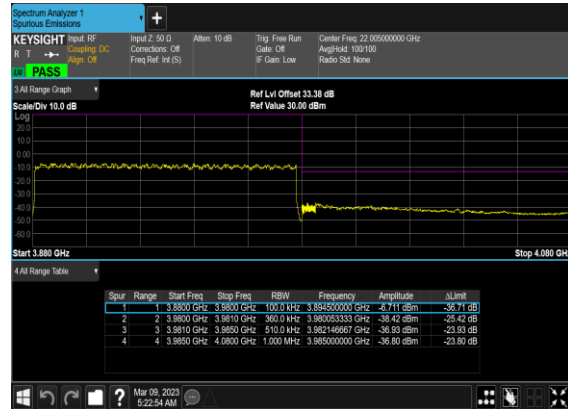 Spectrum Analyzer 1
Spurious Emissions
KEYSIGHT Input: RF Input Z: 50 Ω Atten: 10 dB Trig: Free Run Center Freq: 22.005000000 GHz
R T Coupling: DC Corrections: Off Gate: Off Avg|Hold: 100/100
Align: Off Freq Ref: Int (S) IF Gain: Low Radio Std: None
PASS
3 All Range Graph
Ref Lvl Offset 33.38 dB
Scale/Div 10.0 dB Ref Value 30.00 dBm
Log
20.0
10.0
0.00
-10.0
-20.0
-30.0
-40.0
-50.0
-60.0
Start 3.880 GHz Stop 4.080 GHz
4 All Range Table
Spur Range Start Freq Stop Freq RBW Frequency Amplitude ΔLimit
1 1 3.8800 GHz 3.9800 GHz 100.0 kHz 3.894500000 GHz -6.711 dBm -36.71 dB
2 2 3.9800 GHz 3.9810 GHz 360.0 kHz 3.980053333 GHz -38.42 dBm -25.42 dB
3 3 3.9810 GHz 3.9850 GHz 510.0 kHz 3.982146667 GHz -36.93 dBm -23.93 dB
4 4 3.9850 GHz 4.0800 GHz 1.000 MHz 3.985000000 GHz -36.80 dBm -23.80 dB
? Mar 09, 2023
5:22:54 AM